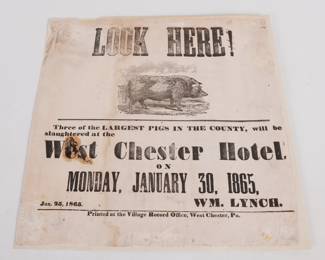 LOOK HERE!
Three of the LARGEST PIGS IN THE COUNTY, will be
slaughtered at the
West Chester Hotel.
ON
MONDAY, JANUARY 30, 1865,
WM. LYNCH.
Jan. 25, 1865.
Printed at the Village Record Office, West Chester, Pa.